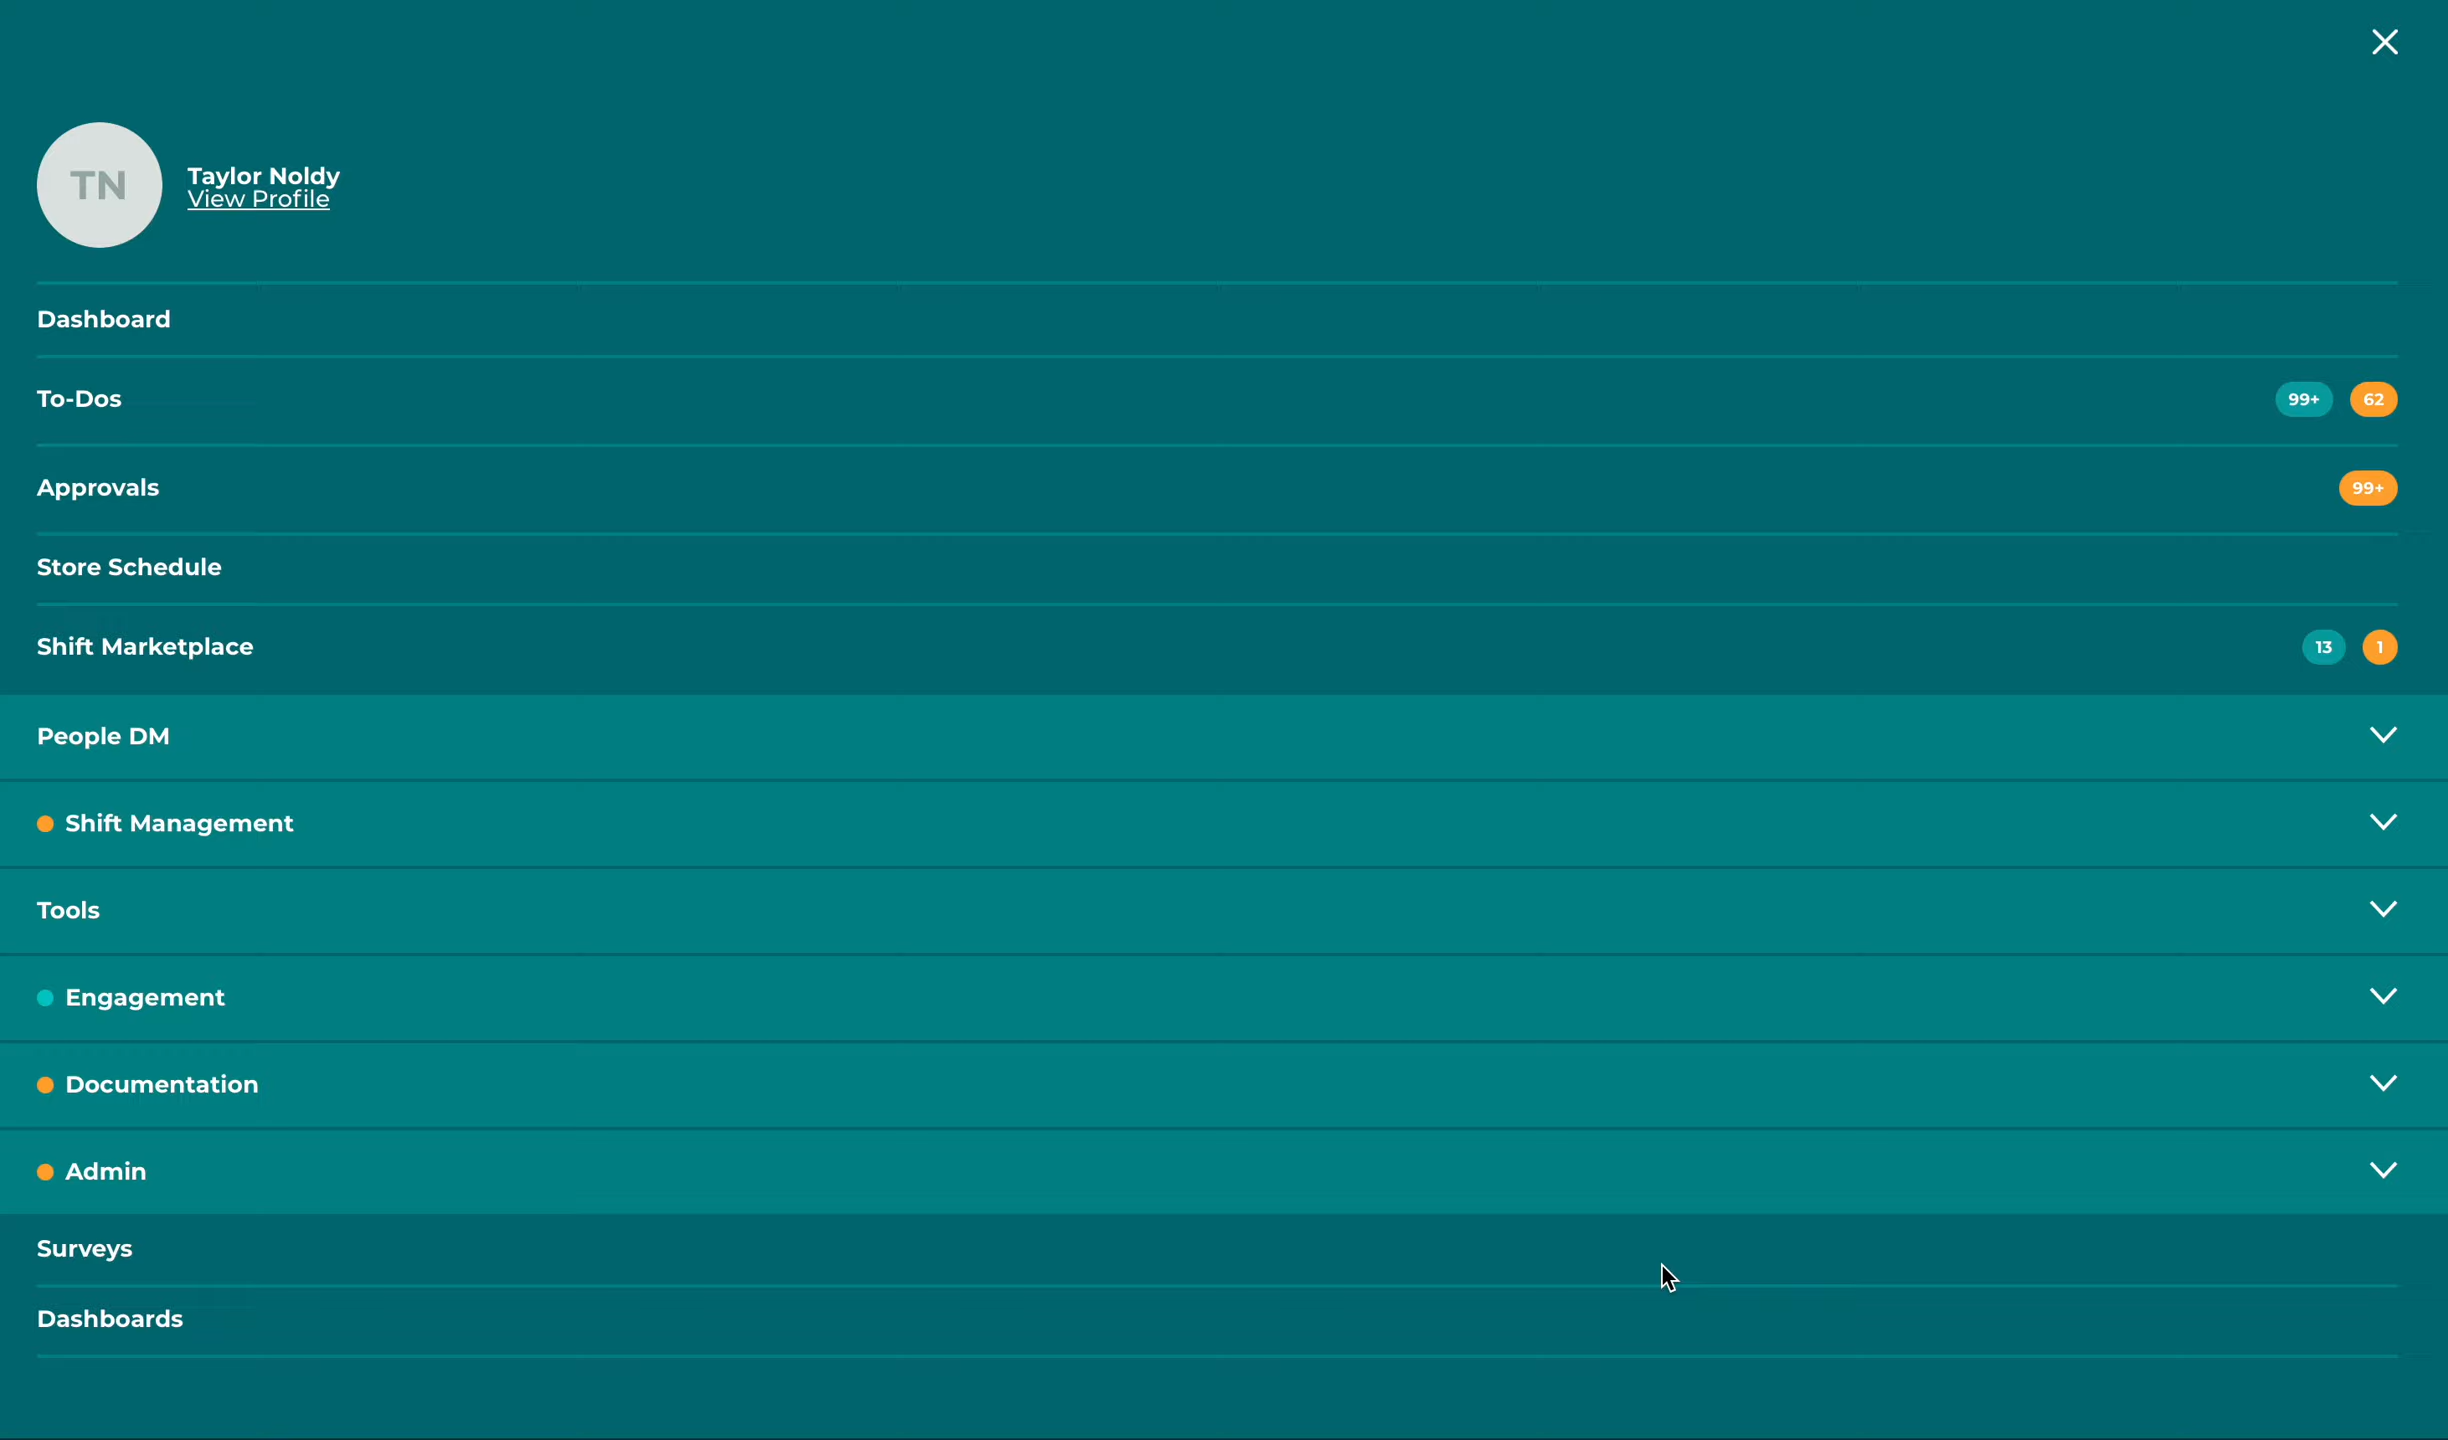 TN
Taylor Noldy
View Profile
Dashboard
To-Dos 99+ 62
Approvals 99+
Store Schedule
Shift Marketplace 13 1
People DM
Shift Management
Tools
Engagement
Documentation
Admin
Surveys
Dashboards